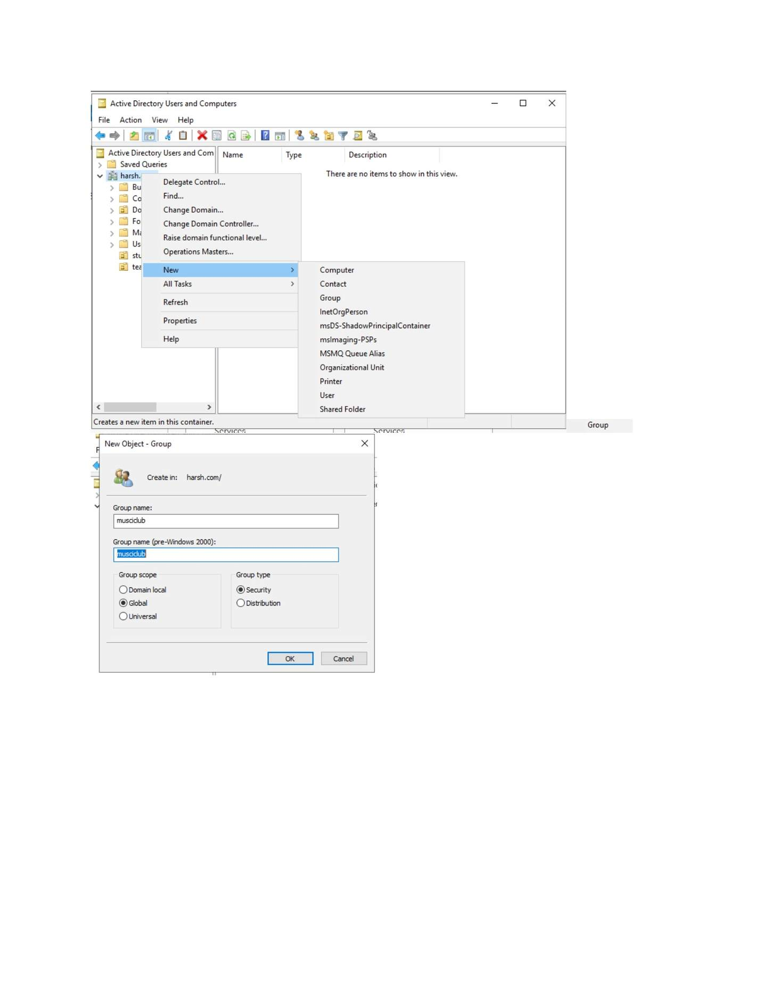 Active Directory Users and Computers
File Action View Help
Active Directory Users and Com
Saved Queries
harsh.
Bu
Co
Do
Fo
Ma
Us
stu
tea
Name Type Description
There are no items to show in this view.
Delegate Control...
Find...
Change Domain...
Change Domain Controller...
Raise domain functional level...
Operations Masters...
New
All Tasks
Refresh
Properties
Help
Computer
Contact
Group
InetOrgPerson
msDS-ShadowPrincipalContainer
msImaging-PSPs
MSMQ Queue Alias
Organizational Unit
Printer
User
Shared Folder
Creates a new item in this container.
Group
Services Services
New Object - Group
Create in: harsh.com/
Group name:
musciclub
Group name (pre-Windows 2000):
musciclub
Group scope
Domain local
Global
Universal
Group type
Security
Distribution
OK Cancel